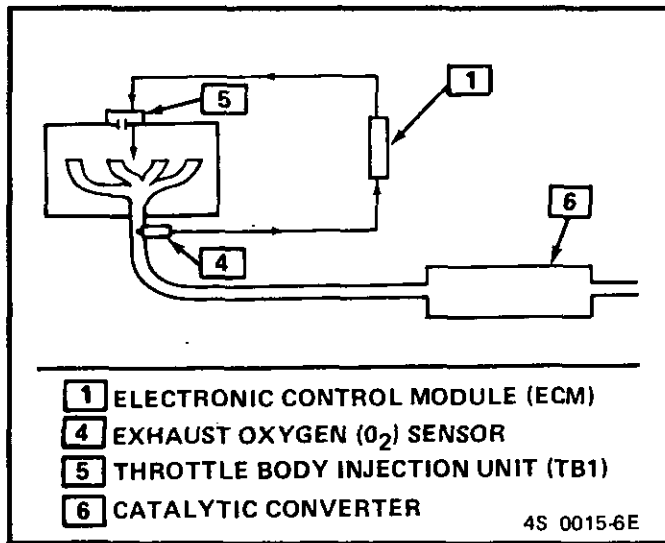 5
1
6
4
1 ELECTRONIC CONTROL MODULE (ECM)
4 EXHAUST OXYGEN (0₂) SENSOR
5 THROTTLE BODY INJECTION UNIT (TB1)
6 CATALYTIC CONVERTER
4S 0015-6E